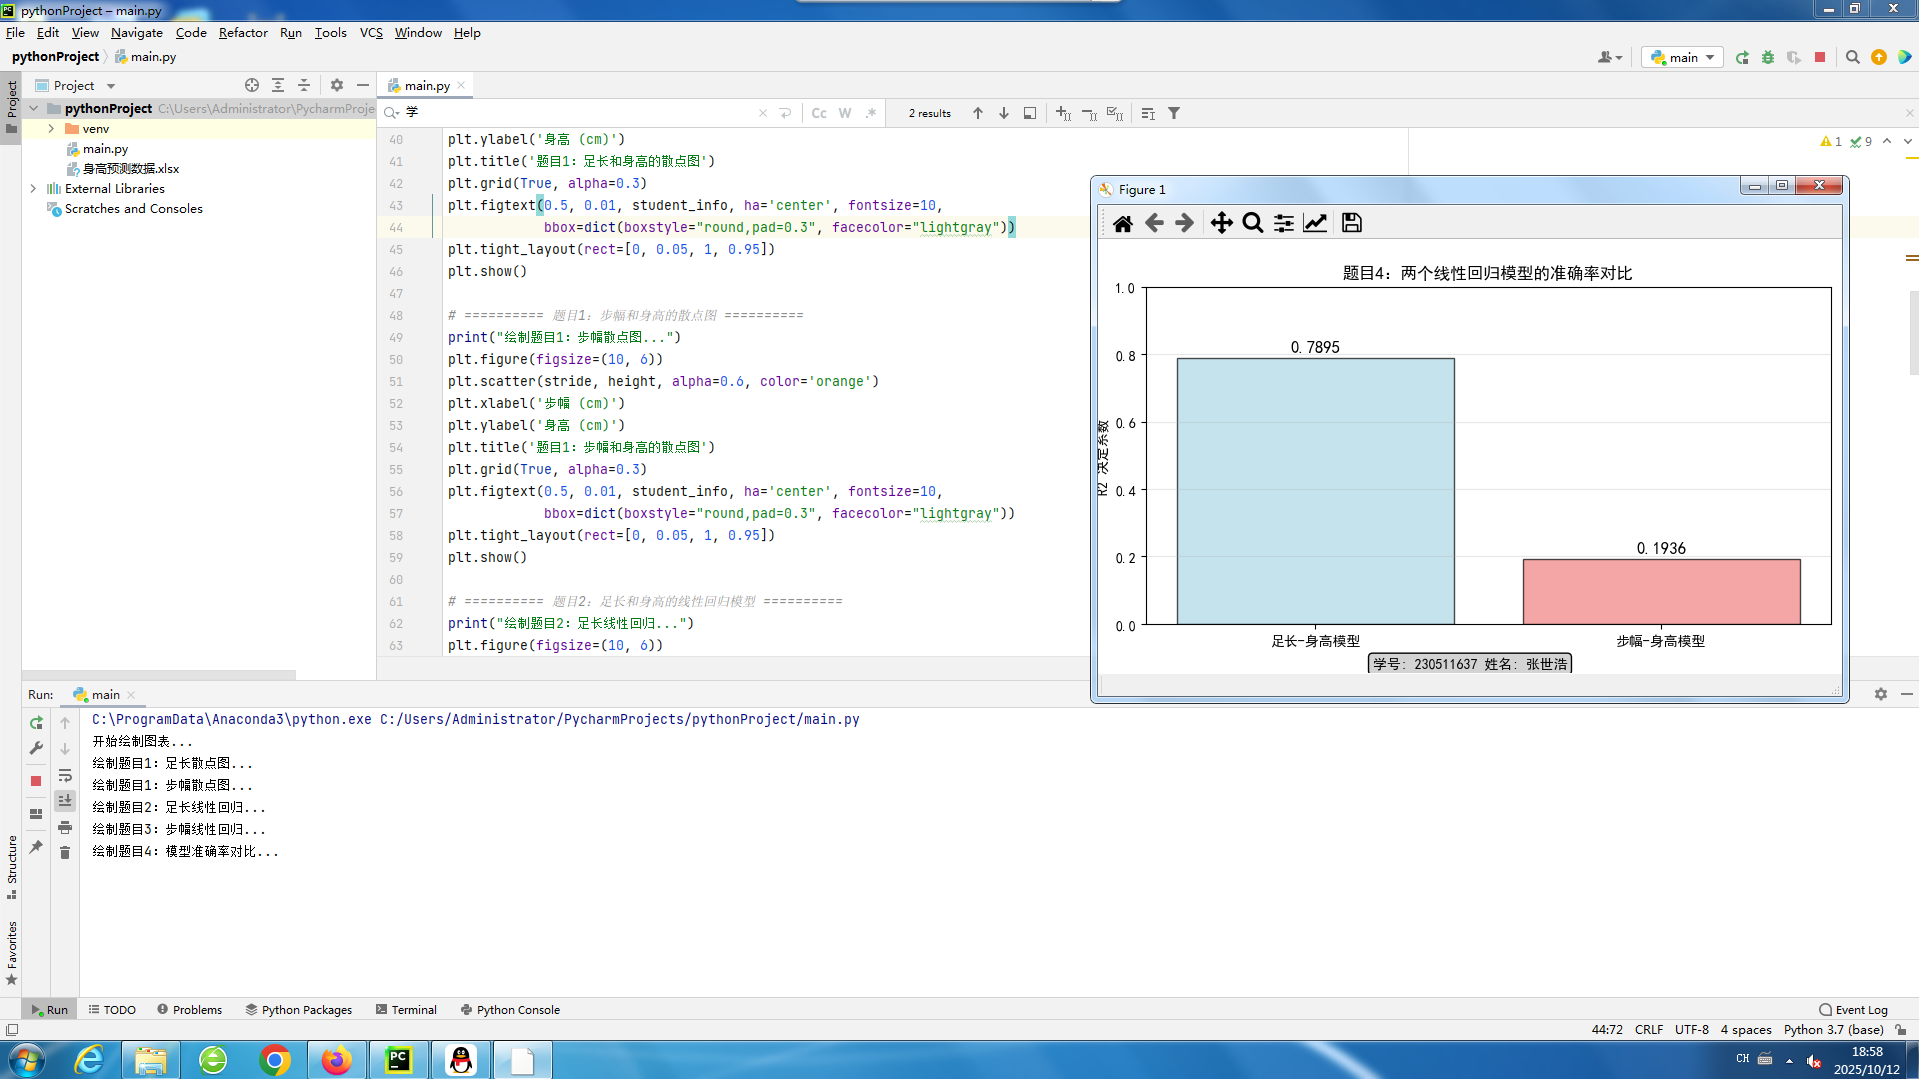 pythonProject – main.py
File Edit View Navigate Code Refactor Run Tools VCS Window Help
pythonProject main.py
main
Project
Project
main.py
pythonProject C:\Users\Administrator\PycharmProje
venv
main.py
身高预测数据.xlsx
External Libraries
Scratches and Consoles
学
Cc W .*
2 results
1 9
40 plt.ylabel('身高 (cm)')
41 plt.title('题目1: 足长和身高的散点图')
42 plt.grid(True, alpha=0.3)
43 plt.figtext(0.5, 0.01, student_info, ha='center', fontsize=10,
44 bbox=dict(boxstyle="round,pad=0.3", facecolor="lightgray"))
45 plt.tight_layout(rect=[0, 0.05, 1, 0.95])
46 plt.show()
47
48 # ========== 题目1: 步幅和身高的散点图 ==========
49 print("绘制题目1: 步幅散点图...")
50 plt.figure(figsize=(10, 6))
51 plt.scatter(stride, height, alpha=0.6, color='orange')
52 plt.xlabel('步幅 (cm)')
53 plt.ylabel('身高 (cm)')
54 plt.title('题目1: 步幅和身高的散点图')
55 plt.grid(True, alpha=0.3)
56 plt.figtext(0.5, 0.01, student_info, ha='center', fontsize=10,
57 bbox=dict(boxstyle="round,pad=0.3", facecolor="lightgray"))
58 plt.tight_layout(rect=[0, 0.05, 1, 0.95])
59 plt.show()
60
61 # ========== 题目2: 足长和身高的线性回归模型 ==========
62 print("绘制题目2: 足长线性回归...")
63 plt.figure(figsize=(10, 6))
Figure 1
题目4: 两个线性回归模型的准确率对比
1.0
0.8
0.6
0.4
0.2
0.0
R2 决定系数
0.7895
0.1936
足长-身高模型
步幅-身高模型
学号: 230511637 姓名: 张世浩
Run: main
C:\ProgramData\Anaconda3\python.exe C:/Users/Administrator/PycharmProjects/pythonProject/main.py
开始绘制图表...
绘制题目1: 足长散点图...
绘制题目1: 步幅散点图...
绘制题目2: 足长线性回归...
绘制题目3: 步幅线性回归...
绘制题目4: 模型准确率对比...
Structure
Favorites
Run TODO Problems Python Packages Terminal Python Console Event Log
44:72 CRLF UTF-8 4 spaces Python 3.7 (base)
PC
CH
18:58
2025/10/12